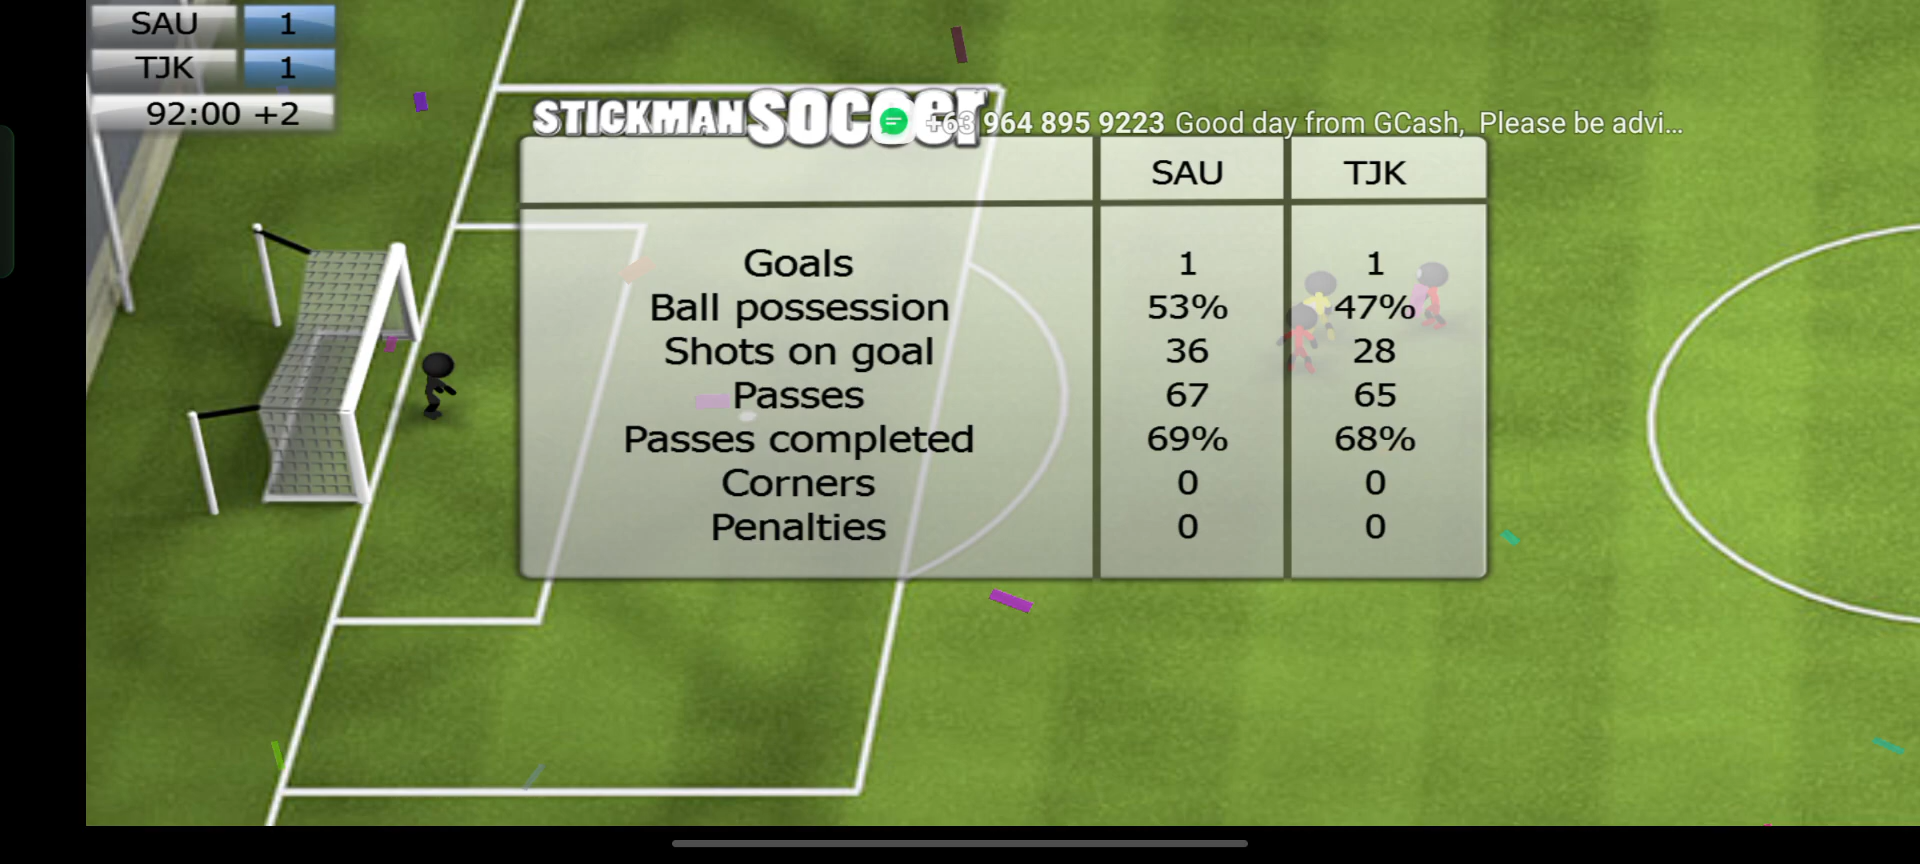 SAU 1
TJK 1
92:00 +2
STICKMAN SOCCER
+63 964 895 9223 Good day from GCash, Please be advi...
SAU TJK
Goals 1 1
Ball possession 53% 47%
Shots on goal 36 28
Passes 67 65
Passes completed 69% 68%
Corners 0 0
Penalties 0 0